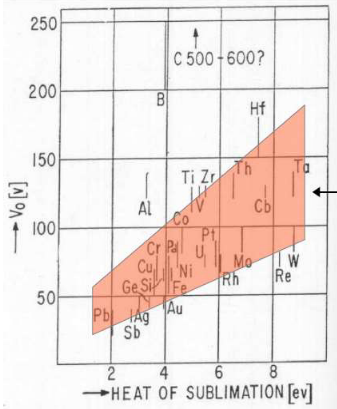 250
C 500-600?
200
B
Hf
150
Th
Ta
Ti Zr
Al
V
Cb
Co
100
Cr Pa Pt
U
Cu
Ni
Mo
W
Ge Si
Fe
Rh
Re
50
Pb
Ag
Au
Sb
2 4 6 8
V₀ [v]
HEAT OF SUBLIMATION [ev]